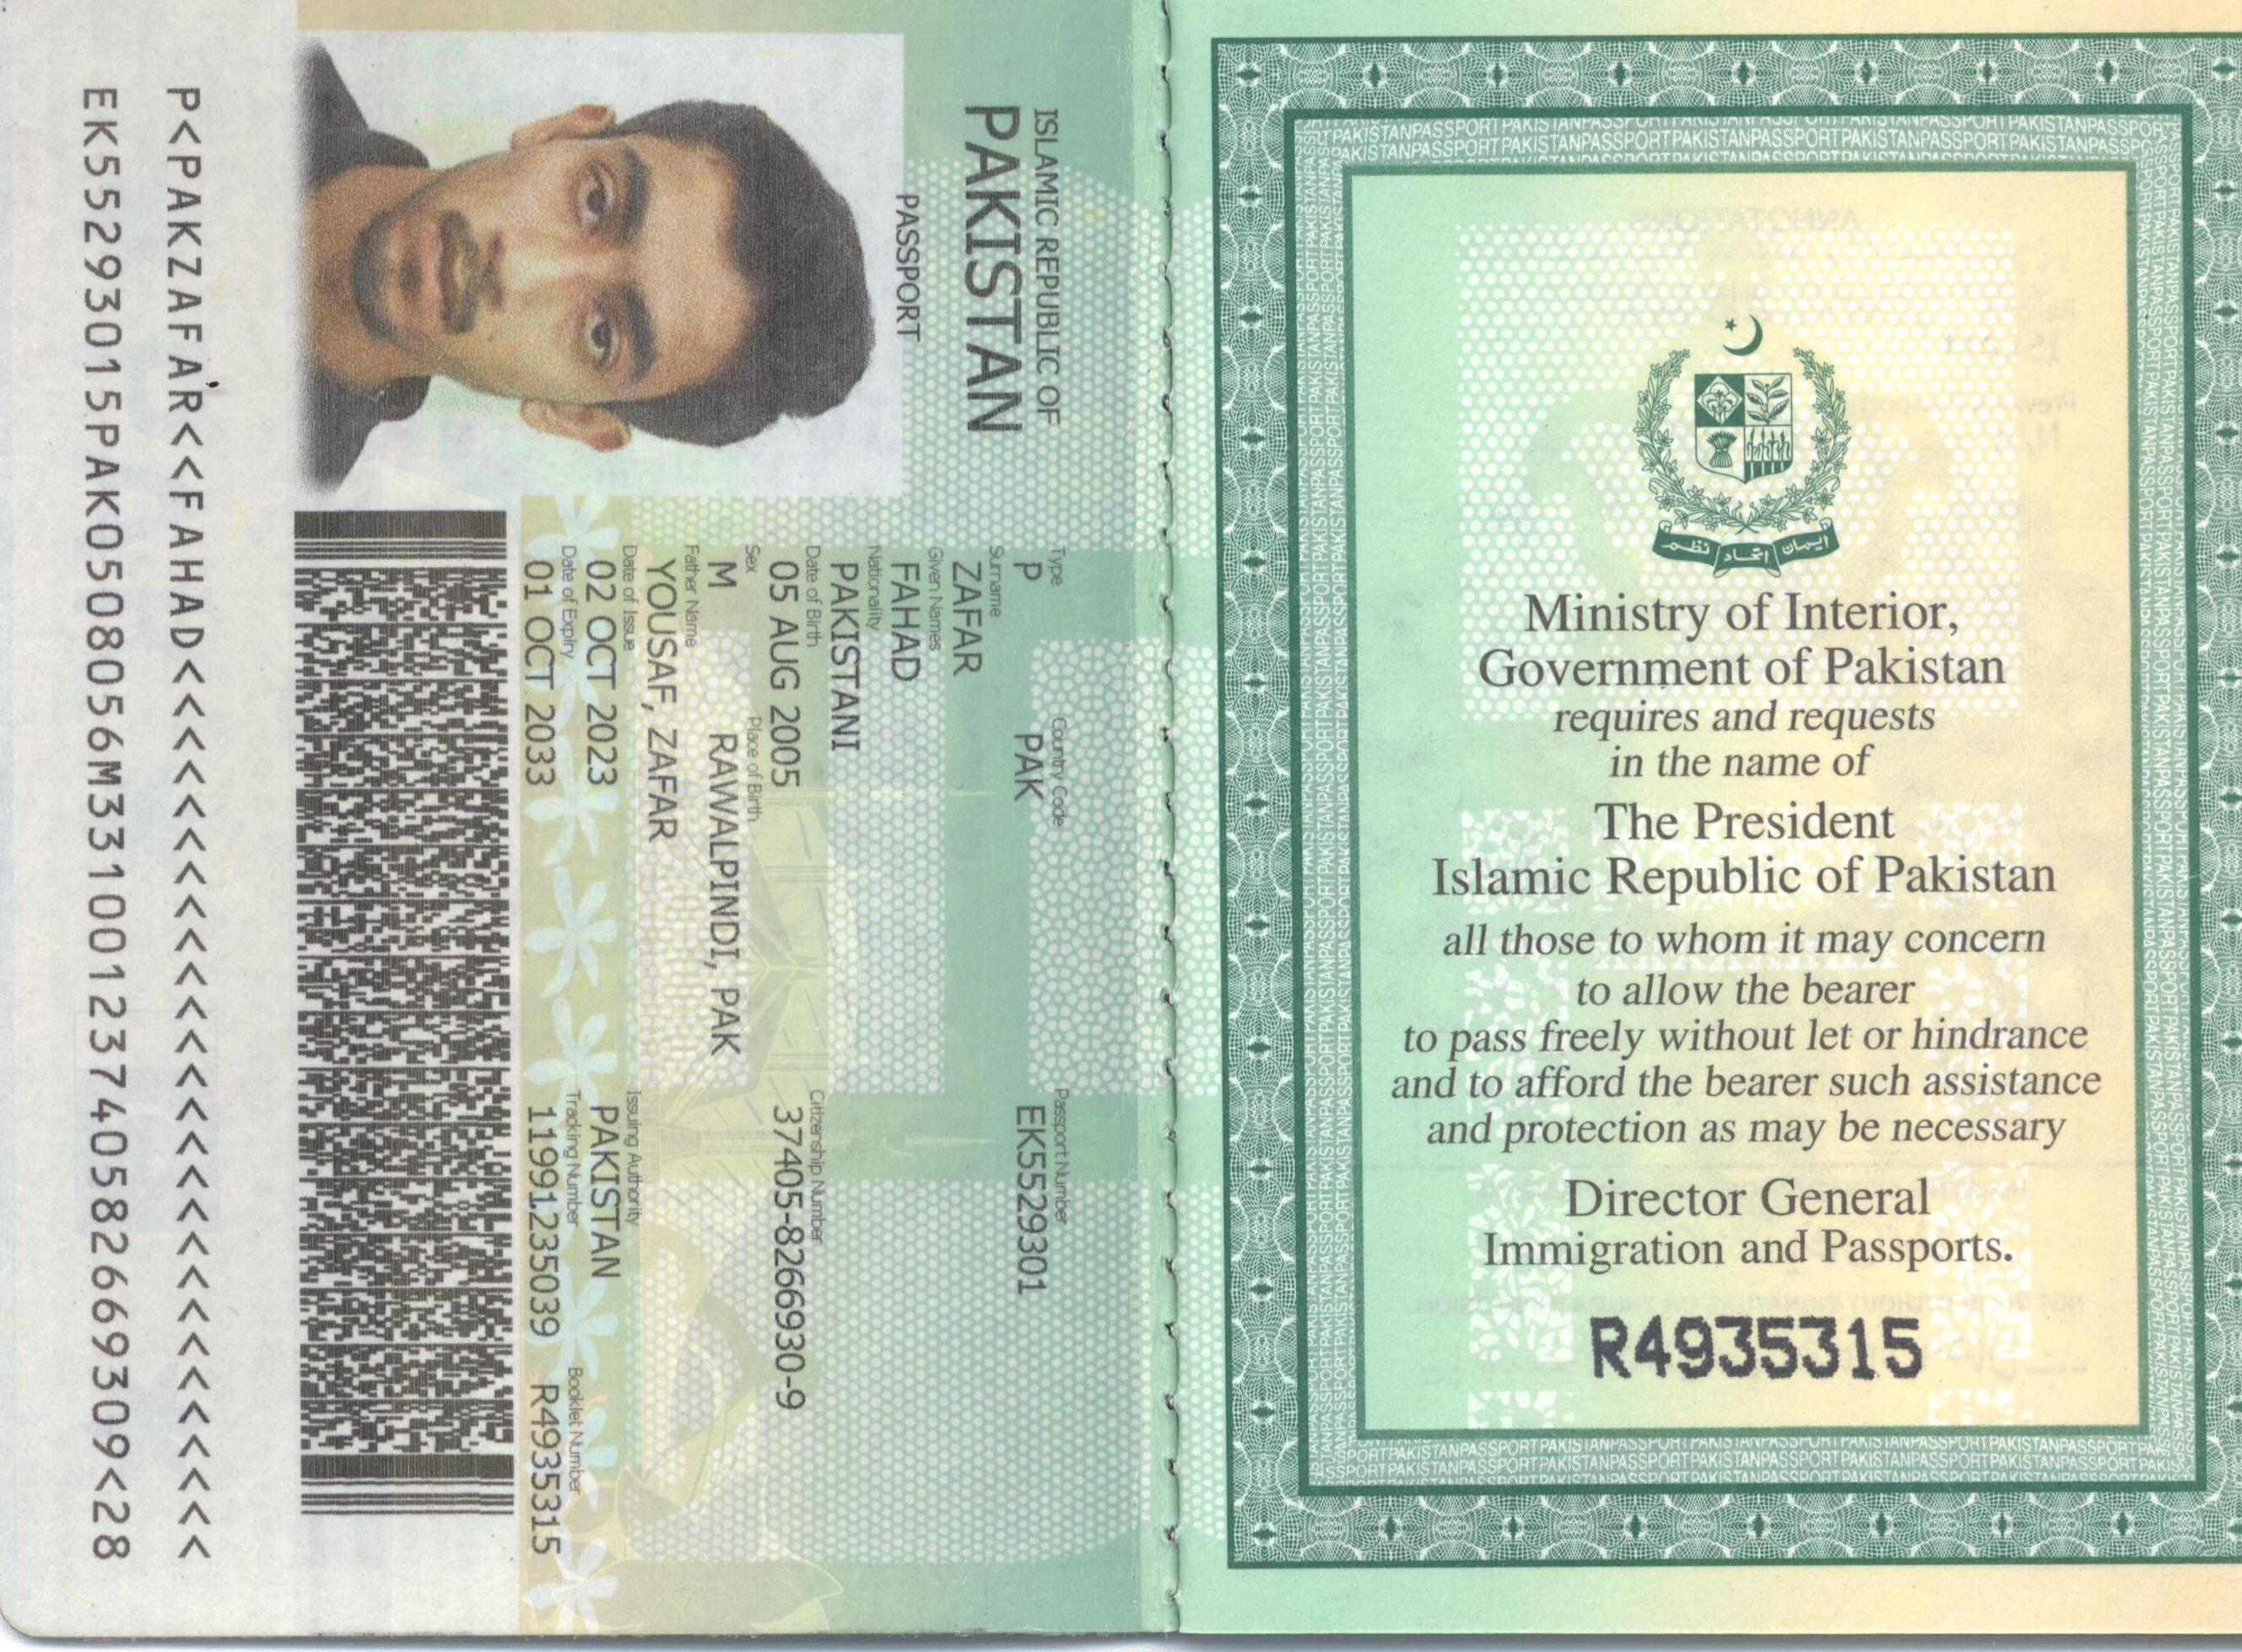 ISLAMIC REPUBLIC OF
PAKISTAN
PASSPORT
Type Country Code Passport Number
P PAK EK5529301
Surname
ZAFAR
Given Names
FAHAD
Nationality
PAKISTANI
Date of Birth Citizenship Number
05 AUG 2005 37405-8266930-9
Sex Place of Birth
M RAWALPINDI, PAK
Father Name
YOUSAF, ZAFAR
Date of Issue Issuing Authority
02 OCT 2023 PAKISTAN
Date of Expiry Tracking Number Booklet Number
01 OCT 2033 11991235039 R4935315
P<PAKZAFAR<<FAHAD<<<<<<<<<<<<<<<<<<<<<<<<<<<
EK55293015PAK0508056M33100123740582669309<28
ایمان اتحاد نظم
Ministry of Interior,
Government of Pakistan
requires and requests
in the name of
The President
Islamic Republic of Pakistan
all those to whom it may concern
to allow the bearer
to pass freely without let or hindrance
and to afford the bearer such assistance
and protection as may be necessary
Director General
Immigration and Passports.
R4935315